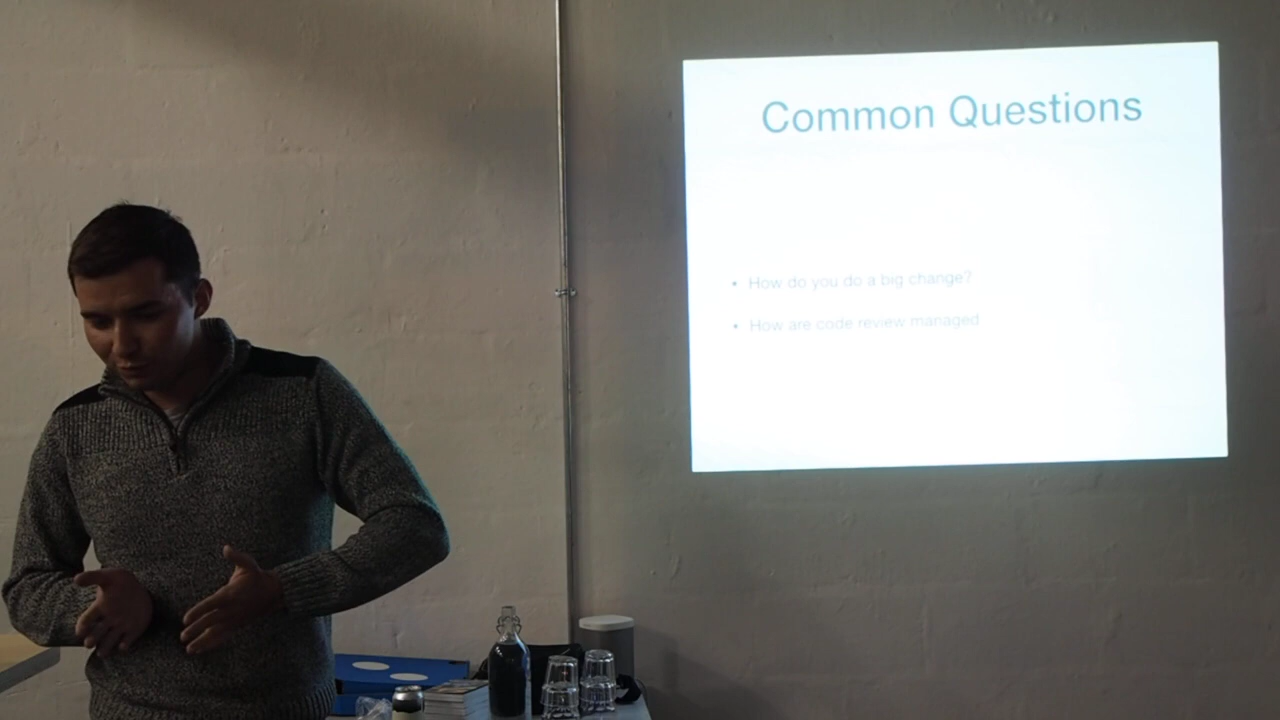 Common Questions
• How do you do a big change?
• How are code review managed